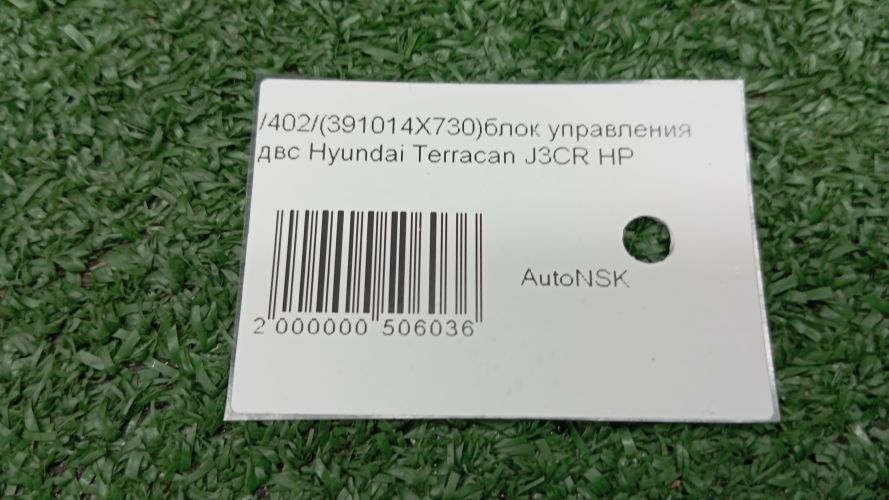 /402/(391014X730)блок управления
двс Hyundai Terracan J3CR HP
AutoNSK
2 000000 506036